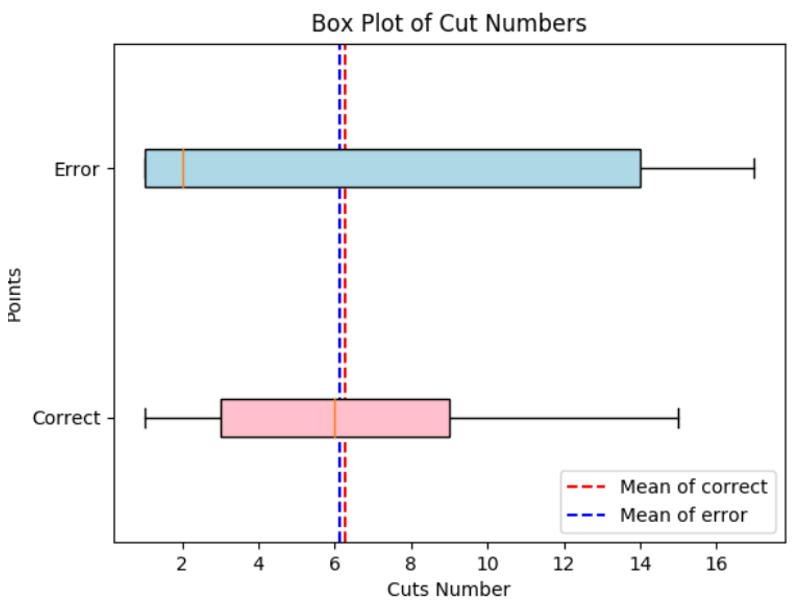 Box Plot of Cut Numbers
Error
Points
Correct
Mean of correct
Mean of error
2 4 6 8 10 12 14 16
Cuts Number